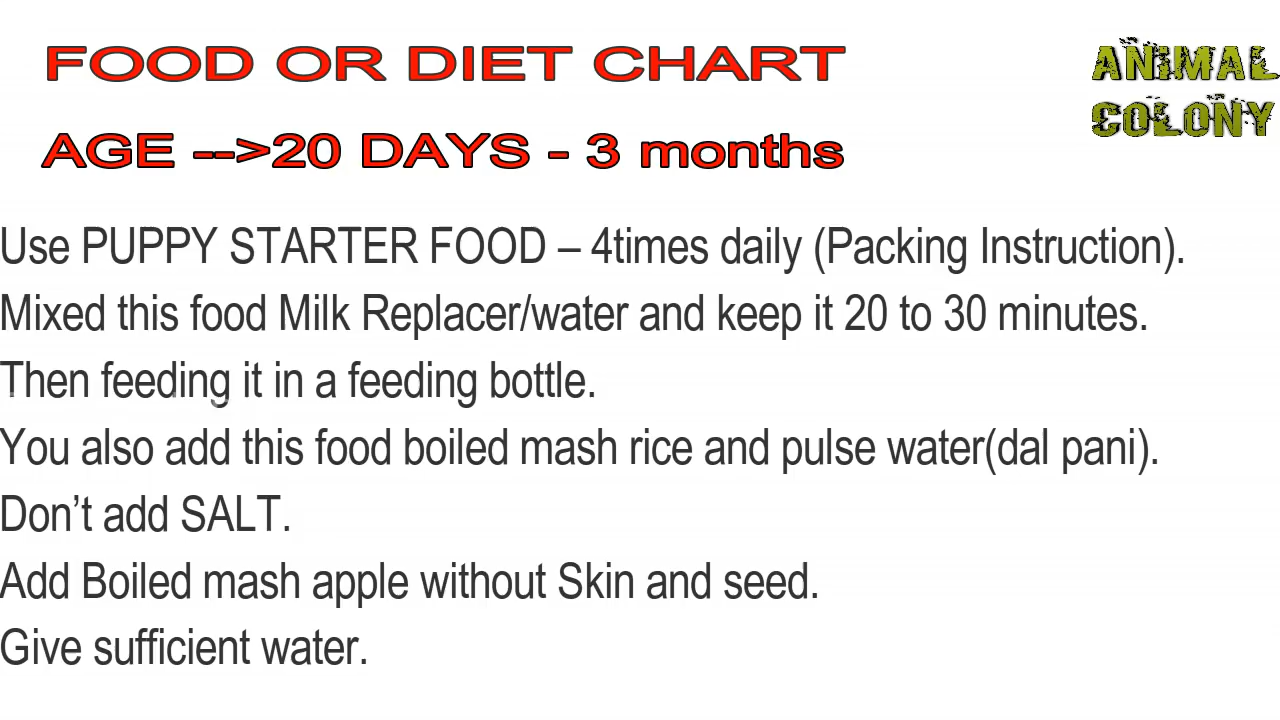 FOOD OR DIET CHART
ANIMAL
COLONY
AGE -->20 DAYS - 3 months
Use PUPPY STARTER FOOD – 4times daily (Packing Instruction).
Mixed this food Milk Replacer/water and keep it 20 to 30 minutes.
Then feeding it in a feeding bottle.
You also add this food boiled mash rice and pulse water(dal pani).
Don’t add SALT.
Add Boiled mash apple without Skin and seed.
Give sufficient water.